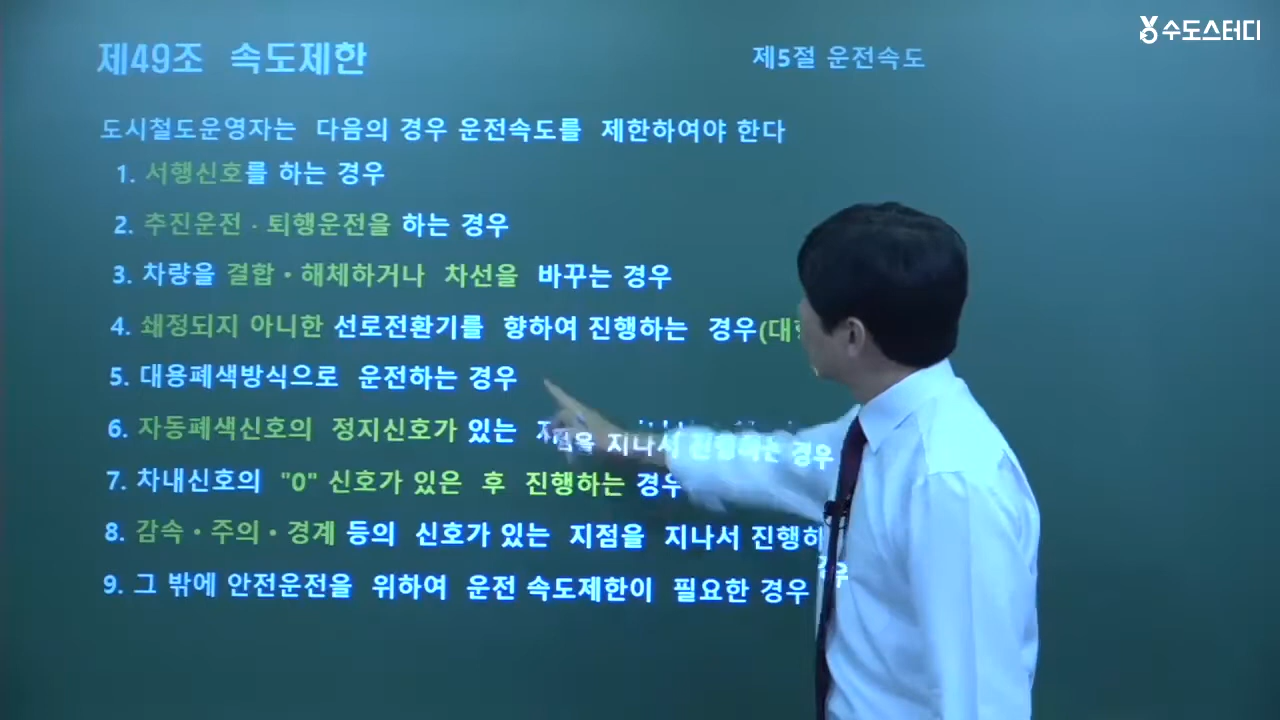 수도스터디
제49조 속도제한
제5절 운전속도
도시철도운영자는 다음의 경우 운전속도를 제한하여야 한다
1. 서행신호를 하는 경우
2. 추진운전·퇴행운전을 하는 경우
3. 차량을 결합·해체하거나 차선을 바꾸는 경우
4. 쇄정되지 아니한 선로전환기를 향하여 진행하는 경우(대향
5. 대용폐색방식으로 운전하는 경우
6. 자동폐색신호의 정지신호가 있는 지점을 지나서 진행하는 경우
7. 차내신호의 "0" 신호가 있은 후 진행하는 경우
8. 감속·주의·경계 등의 신호가 있는 지점을 지나서 진행하 경우
9. 그 밖에 안전운전을 위하여 운전 속도제한이 필요한 경우